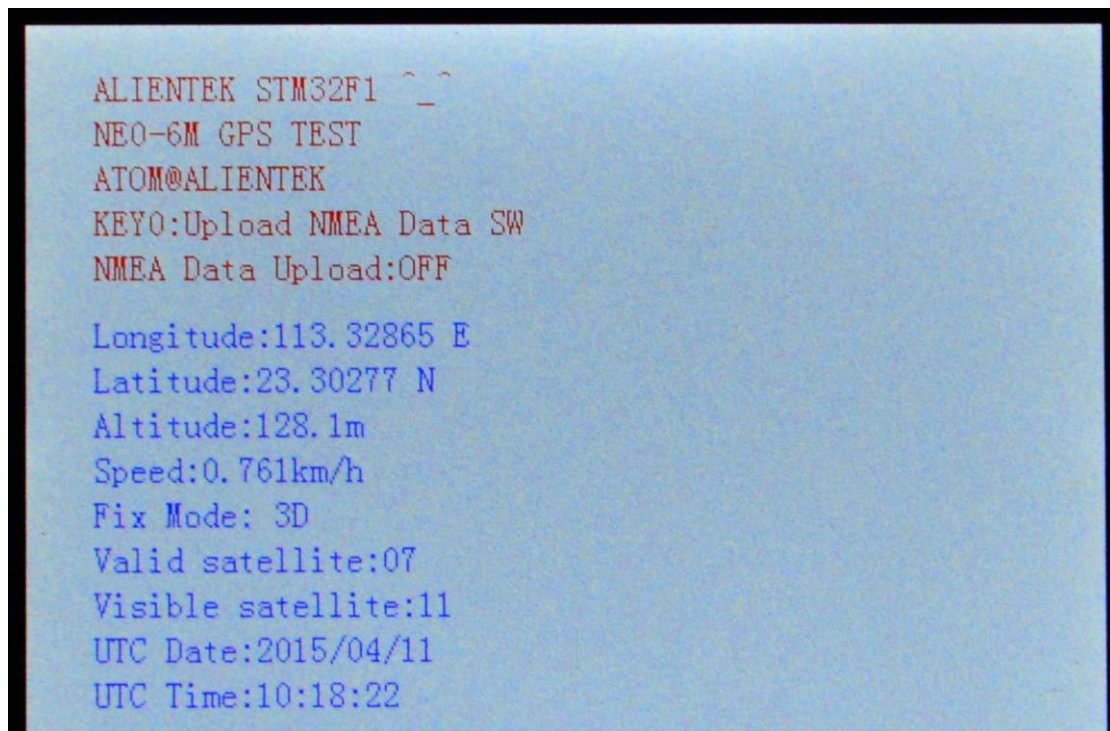 ALIENTEK STM32F1 ^_^
NEO-6M GPS TEST
ATOM@ALIENTEK
KEY0:Upload NMEA Data SW
NMEA Data Upload:OFF
Longitude:113.32865 E
Latitude:23.30277 N
Altitude:128.1m
Speed:0.761km/h
Fix Mode: 3D
Valid satellite:07
Visible satellite:11
UTC Date:2015/04/11
UTC Time:10:18:22